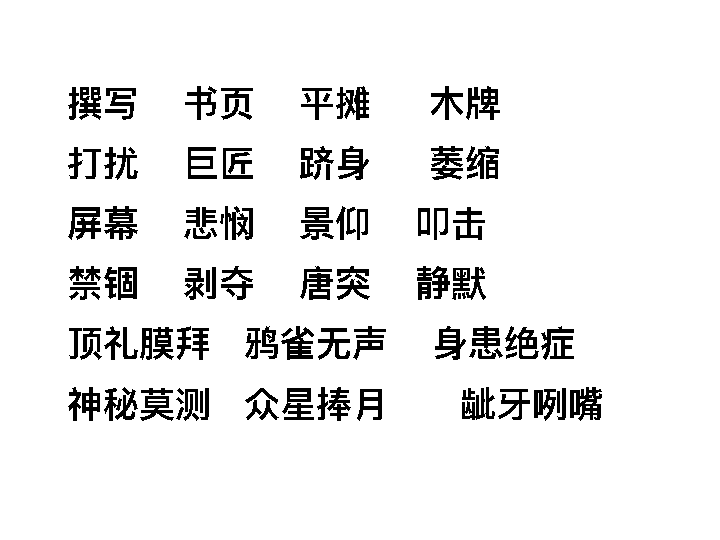 撰写 书页 平摊 木牌
打扰 巨匠 跻身 萎缩
屏幕 悲悯 景仰 叩击
禁锢 剥夺 唐突 静默
顶礼膜拜 鸦雀无声 身患绝症
神秘莫测 众星捧月 龇牙咧嘴